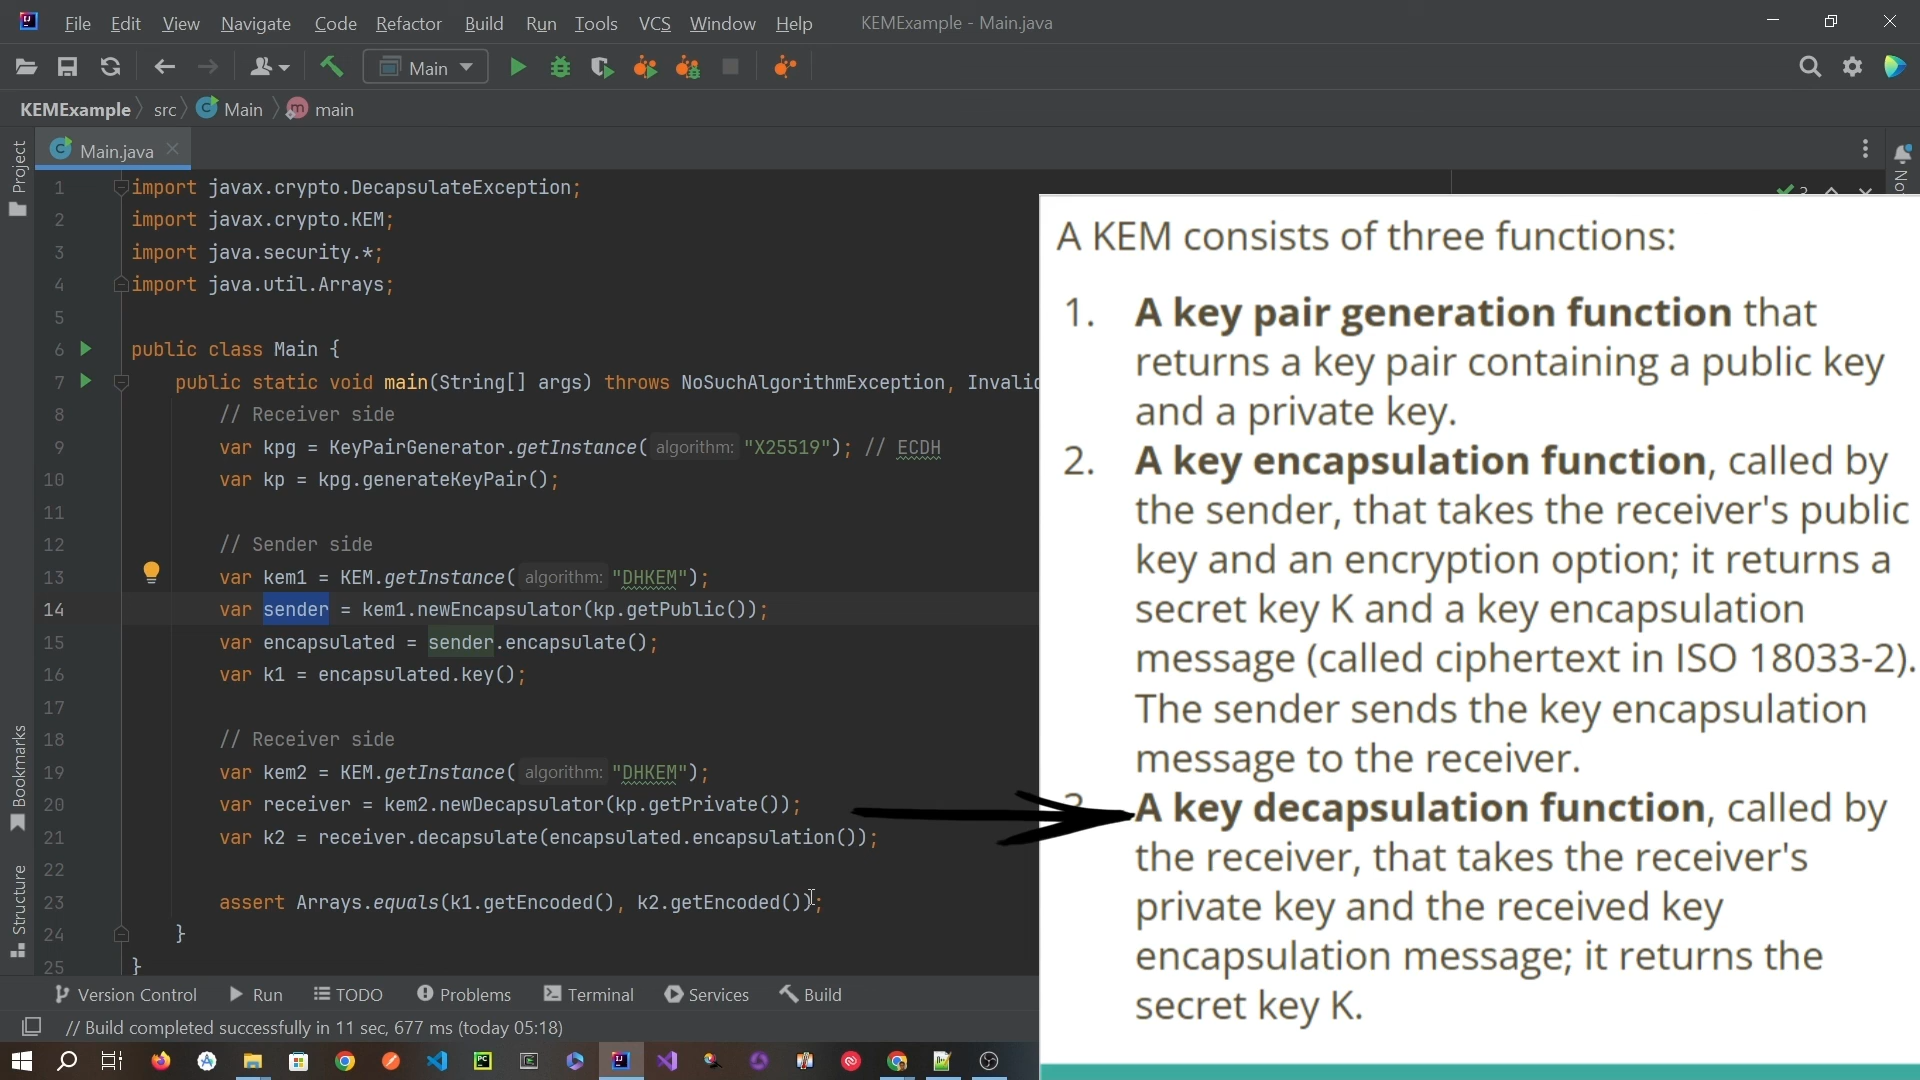 File Edit View Navigate Code Refactor Build Run Tools VCS Window Help KEMExample - Main.java
Main
KEMExample src Main main
Project
Main.java
1 import javax.crypto.DecapsulateException;
2 import javax.crypto.KEM;
3 import java.security.*;
4 import java.util.Arrays;
5
6 public class Main {
7 public static void main(String[] args) throws NoSuchAlgorithmException, Invalid
8 // Receiver side
9 var kpg = KeyPairGenerator.getInstance( algorithm: "X25519"); // ECDH
10 var kp = kpg.generateKeyPair();
11
12 // Sender side
13 var kem1 = KEM.getInstance( algorithm: "DHKEM");
14 var sender = kem1.newEncapsulator(kp.getPublic());
15 var encapsulated = sender.encapsulate();
16 var k1 = encapsulated.key();
17
18 // Receiver side
19 var kem2 = KEM.getInstance( algorithm: "DHKEM");
20 var receiver = kem2.newDecapsulator(kp.getPrivate());
21 var k2 = receiver.decapsulate(encapsulated.encapsulation());
22
23 assert Arrays.equals(k1.getEncoded(), k2.getEncoded());
24 }
25 }
Bookmarks
Structure
A KEM consists of three functions:
1. A key pair generation function that
returns a key pair containing a public key
and a private key.
2. A key encapsulation function, called by
the sender, that takes the receiver's public
key and an encryption option; it returns a
secret key K and a key encapsulation
message (called ciphertext in ISO 18033-2).
The sender sends the key encapsulation
message to the receiver.
A key decapsulation function, called by
the receiver, that takes the receiver's
private key and the received key
encapsulation message; it returns the
secret key K.
Version Control Run TODO Problems Terminal Services Build
// Build completed successfully in 11 sec, 677 ms (today 05:18)